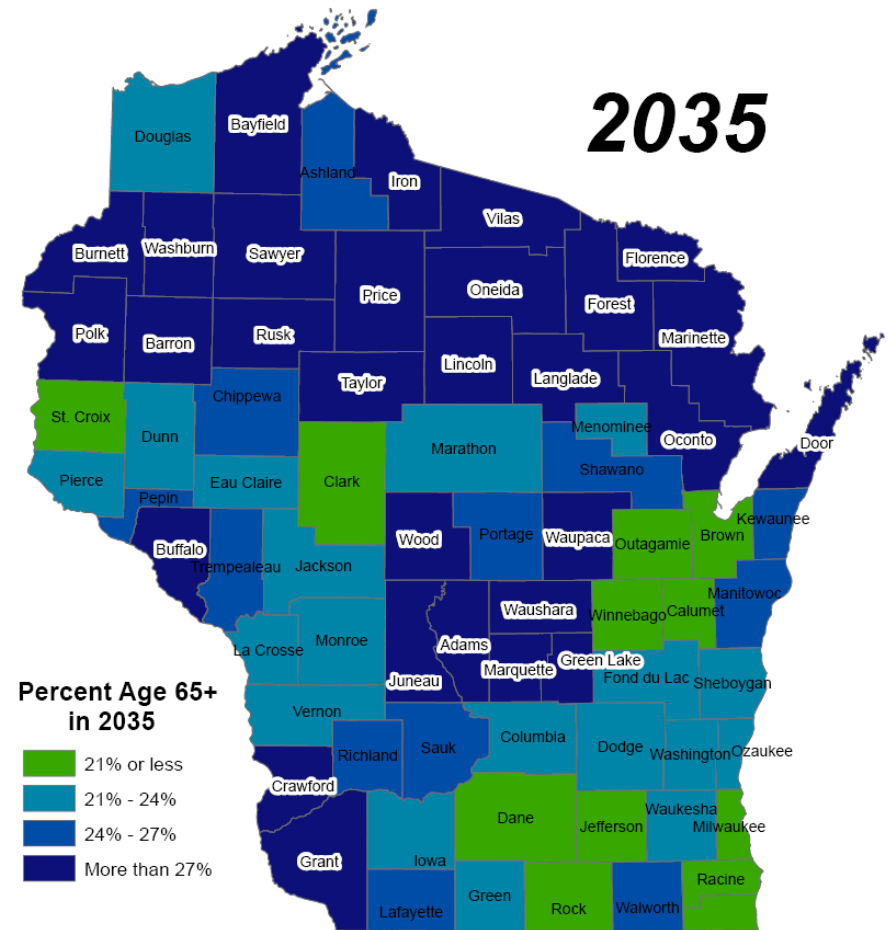 2035
Bayfield
Douglas
Ashland
Iron
Vilas
Burnett
Washburn
Sawyer
Florence
Price
Oneida
Forest
Polk
Barron
Rusk
Marinette
Lincoln
Taylor
Langlade
Chippewa
St. Croix
Dunn
Menominee
Marathon
Oconto
Door
Shawano
Pierce
Eau Claire
Clark
Pepin
Kewaunee
Wood
Portage
Waupaca
Outagamie
Brown
Buffalo
Trempealeau
Jackson
Manitowoc
Waushara
Winnebago
Calumet
La Crosse
Monroe
Adams
Juneau
Marquette
Green Lake
Fond du Lac
Sheboygan
Percent Age 65+
in 2035
21% or less
21% - 24%
24% - 27%
More than 27%
Vernon
Richland
Sauk
Columbia
Dodge
Washington
Ozaukee
Crawford
Dane
Jefferson
Waukesha
Milwaukee
Grant
Iowa
Racine
Green
Lafayette
Rock
Walworth